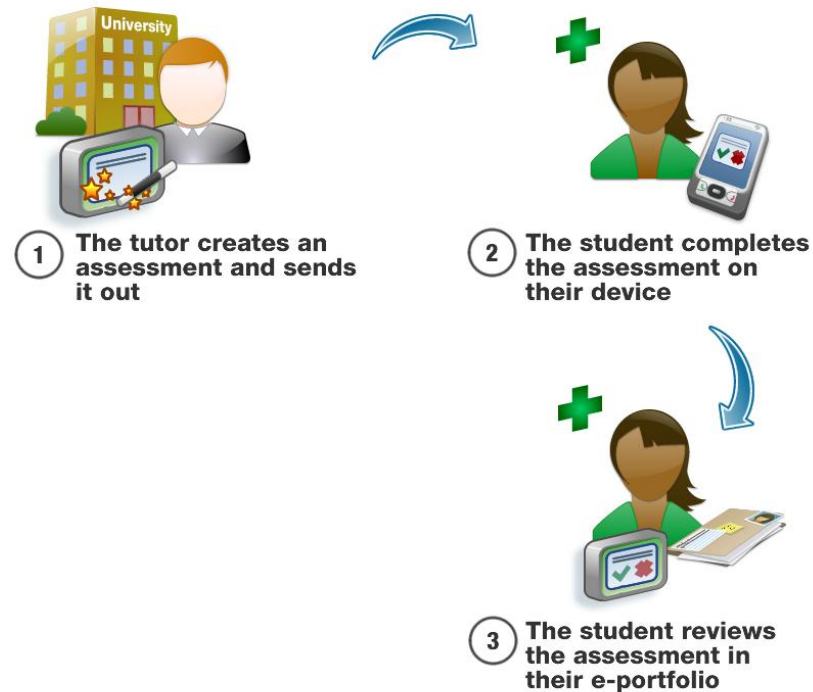 University
1
The tutor creates an
assessment and sends
it out
2
The student completes
the assessment on
their device
3
The student reviews
the assessment in
their e-portfolio